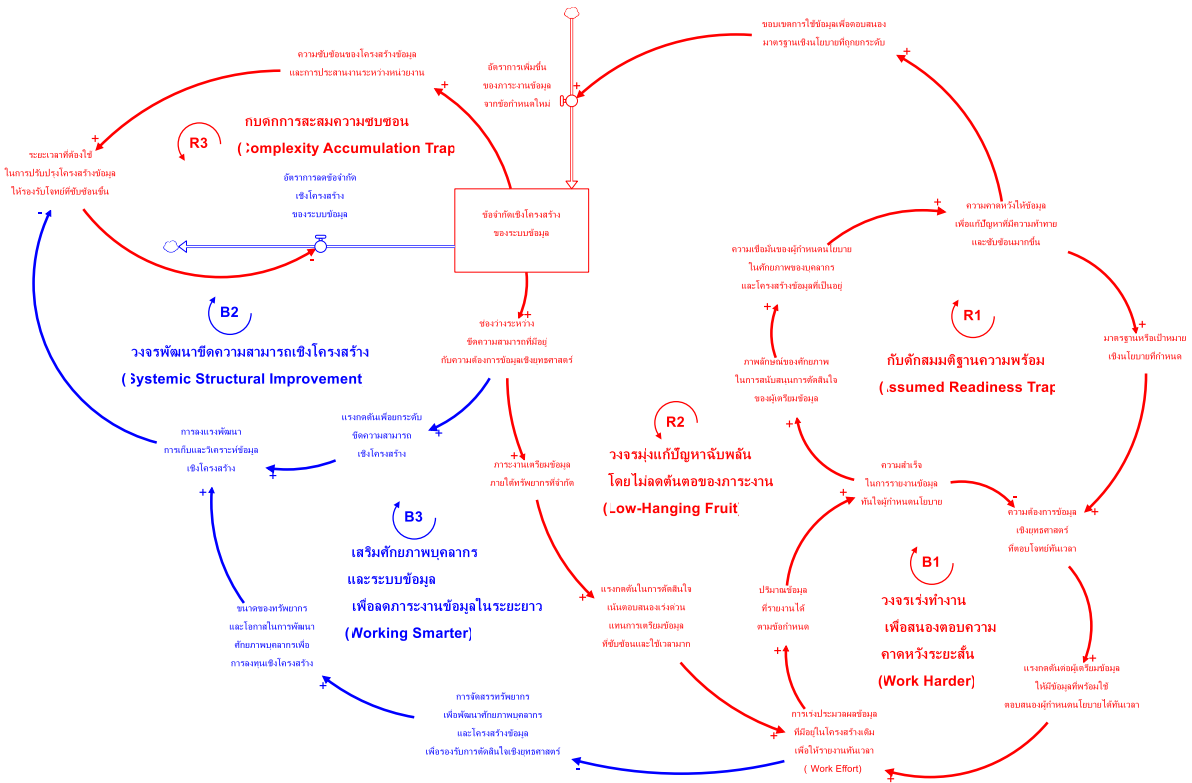 ขอบเขตการใช้ข้อมูลเพื่อตอบสนอง
มาตรฐานเชิงนโยบายที่ถูกยกระดับ
ความซับซ้อนของโครงสร้างข้อมูล
และการประสานงานระหว่างหน่วยงาน
อัตราการเพิ่มขึ้น
ของภาระงานข้อมูล
จากข้อกำหนดใหม่
R3
กับดกการสะสมความซบซอน
(Complexity Accumulation Trap
ระยะเวลาที่ต้องใช้
ในการปรับปรุงโครงสร้างข้อมูล
ให้รองรับโจทย์ที่ซับซ้อนขึ้น
อัตราการลดข้อจำกัด
เชิงโครงสร้าง
ของระบบข้อมูล
ข้อจำกัดเชิงโครงสร้าง
ของระบบข้อมูล
ความคาดหวังให้ข้อมูล
เพื่อแก้ปัญหาที่มีความท้าทาย
และซับซ้อนมากขึ้น
ความเชื่อมั่นของผู้กำหนดนโยบาย
ในศักยภาพของบุคลากร
และโครงสร้างข้อมูลที่เป็นอยู่
B2
วงจรพัฒนาขีดความสามารถเชิงโครงสร้าง
(Systemic Structural Improvement
ช่องว่างระหว่าง
ขีดความสามารถที่มีอยู่
กับความต้องการข้อมูลเชิงยุทธศาสตร์
R1
กับดักสมมติฐานความพร้อม
(Assumed Readiness Trap
มาตรฐานหรือเป้าหมาย
เชิงนโยบายที่กำหนด
ภาพลักษณ์ของศักยภาพ
ในการสนับสนุนการตัดสินใจ
ของผู้เตรียมข้อมูล
แรงกดดันเพื่อยกระดับ
ขีดความสามารถ
เชิงโครงสร้าง
การลงแรงพัฒนา
การเก็บและวิเคราะห์ข้อมูล
เชิงโครงสร้าง
R2
วงจรมุ่งแก้ปัญหาฉับพลัน
โดยไม่ลดต้นตอของภาระงาน
(Low-Hanging Fruit)
ภาระงานเตรียมข้อมูล
ภายใต้ทรัพยากรที่จำกัด
ความสำเร็จ
ในการรายงานข้อมูล
ทันใจผู้กำหนดนโยบาย
ความต้องการข้อมูล
เชิงยุทธศาสตร์
ที่ตอบโจทย์ทันเวลา
B3
เสริมศักยภาพบุคลากร
และระบบข้อมูล
เพื่อลดภาระงานข้อมูลในระยะยาว
(Working Smarter)
B1
วงจรเร่งทำงาน
เพื่อสนองตอบความ
คาดหวังระยะสั้น
(Work Harder)
แรงกดดันในการตัดสินใจ
เน้นตอบสนองเร่งด่วน
แทนการเตรียมข้อมูล
ที่ซับซ้อนและใช้เวลามาก
ปริมาณข้อมูล
ที่รายงานได้
ตามข้อกำหนด
ขนาดของทรัพยากร
และโอกาสในการพัฒนา
ศักยภาพบุคลากรเพื่อ
การลงทุนเชิงโครงสร้าง
แรงกดดันต่อผู้เตรียมข้อมูล
ให้มีข้อมูลที่พร้อมใช้
ตอบสนองผู้กำหนดนโยบายได้ทันเวลา
การจัดสรรทรัพยากร
เพื่อพัฒนาศักยภาพบุคลากร
และโครงสร้างข้อมูล
เพื่อรองรับการตัดสินใจเชิงยุทธศาสตร์
การเร่งประมวลผลข้อมูล
ที่มีอยู่ในโครงสร้างเดิม
เพื่อให้รายงานทันเวลา
( Work Effort)